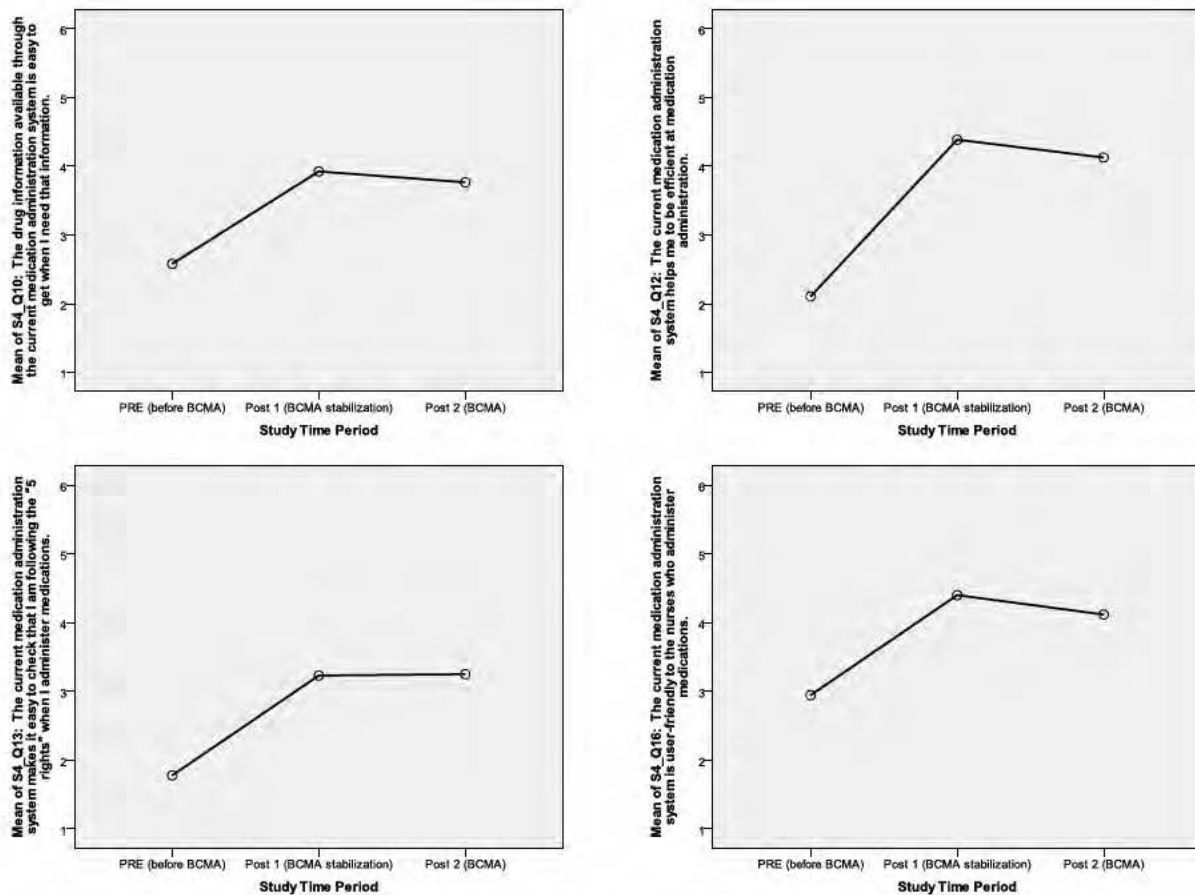 Mean of S4_Q10: The drug information available through
the current medication administration system is easy to
get when I need that information.
6
5
4
3
2
1
PRE (before BCMA)
Post 1 (BCMA stabilization)
Post 2 (BCMA)
Study Time Period
Mean of S4_Q12: The current medication administration
system helps me to be efficient at medication
administration.
6
5
4
3
2
1
PRE (before BCMA)
Post 1 (BCMA stabilization)
Post 2 (BCMA)
Study Time Period
Mean of S4_Q13: The current medication administration
system makes it easy to check that I am following the "5
rights" when I administer medications.
6
5
4
3
2
1
PRE (before BCMA)
Post 1 (BCMA stabilization)
Post 2 (BCMA)
Study Time Period
Mean of S4_Q16: The current medication administration
system is user-friendly to the nurses who administer
medications.
6
5
4
3
2
1
PRE (before BCMA)
Post 1 (BCMA stabilization)
Post 2 (BCMA)
Study Time Period